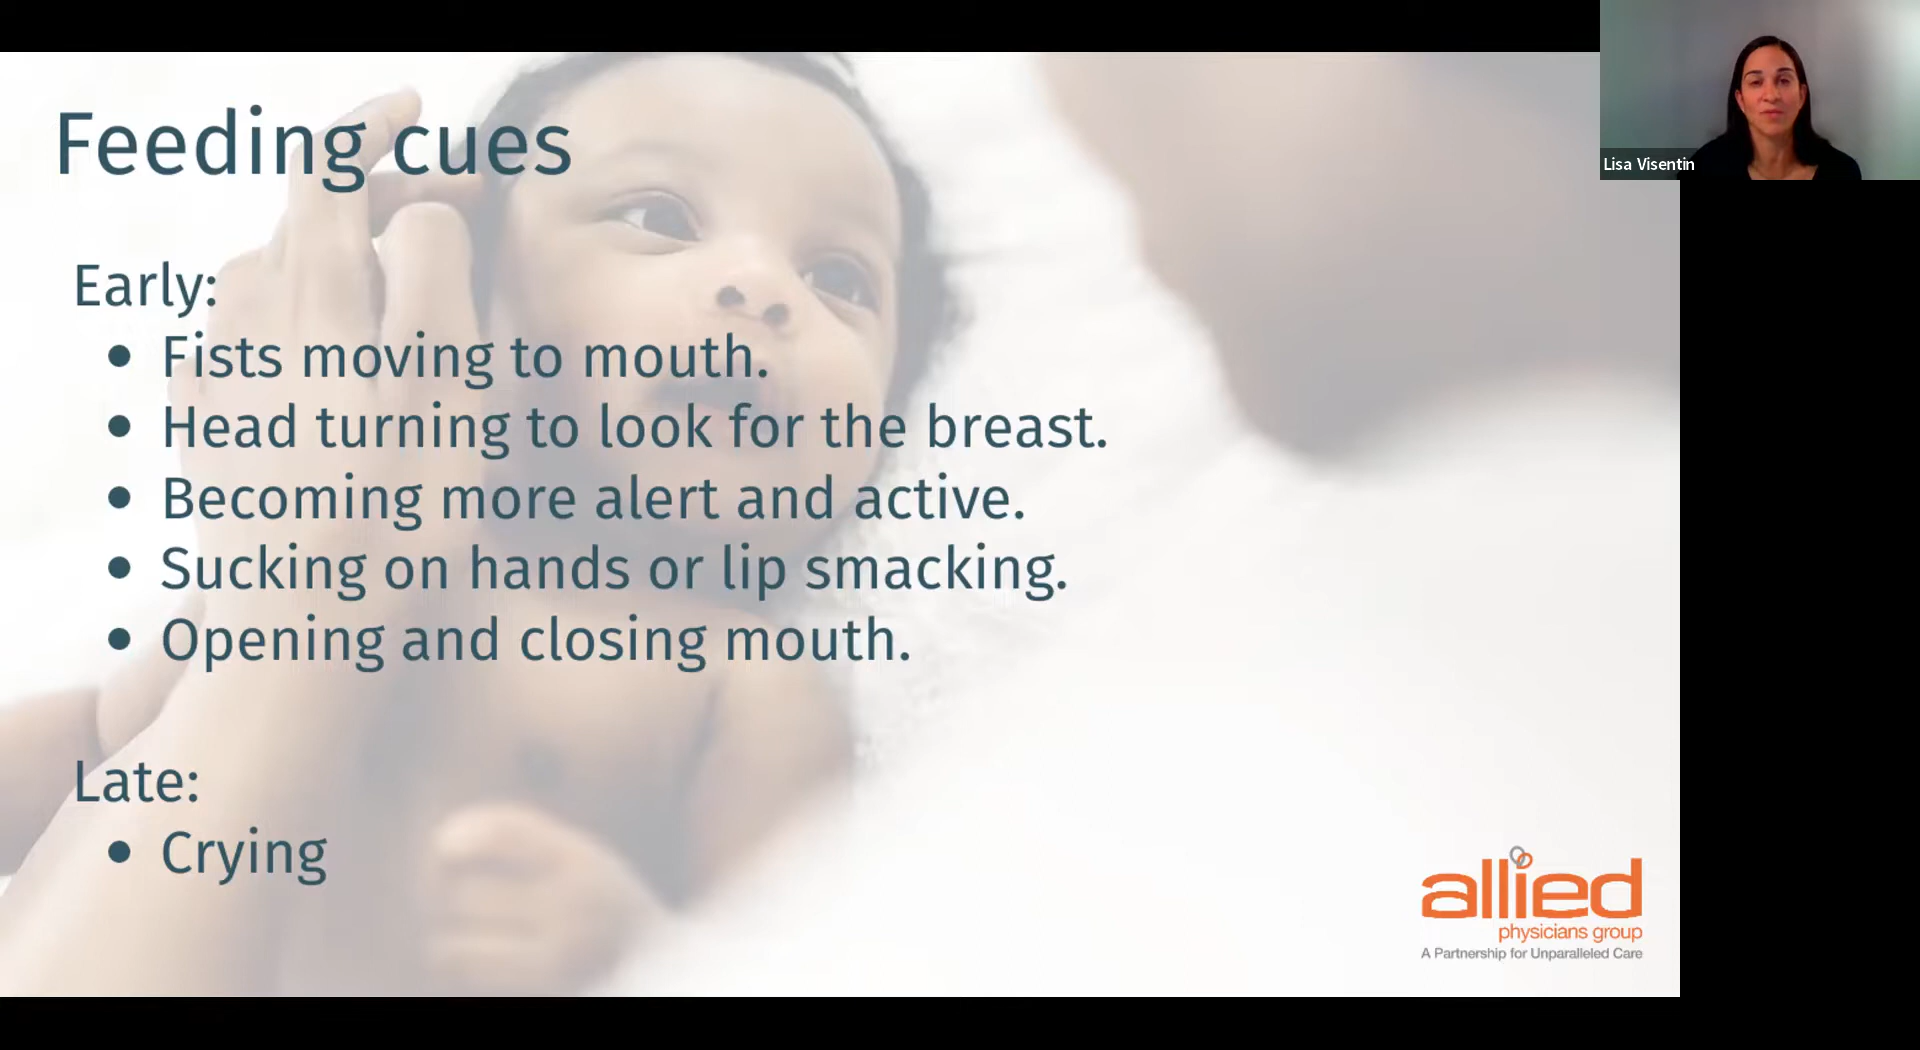 Feeding cues
Early:
• Fists moving to mouth.
• Head turning to look for the breast.
• Becoming more alert and active.
• Sucking on hands or lip smacking.
• Opening and closing mouth.
Late:
• Crying
Lisa Visentin
allied
physicians group
A Partnership for Unparalleled Care